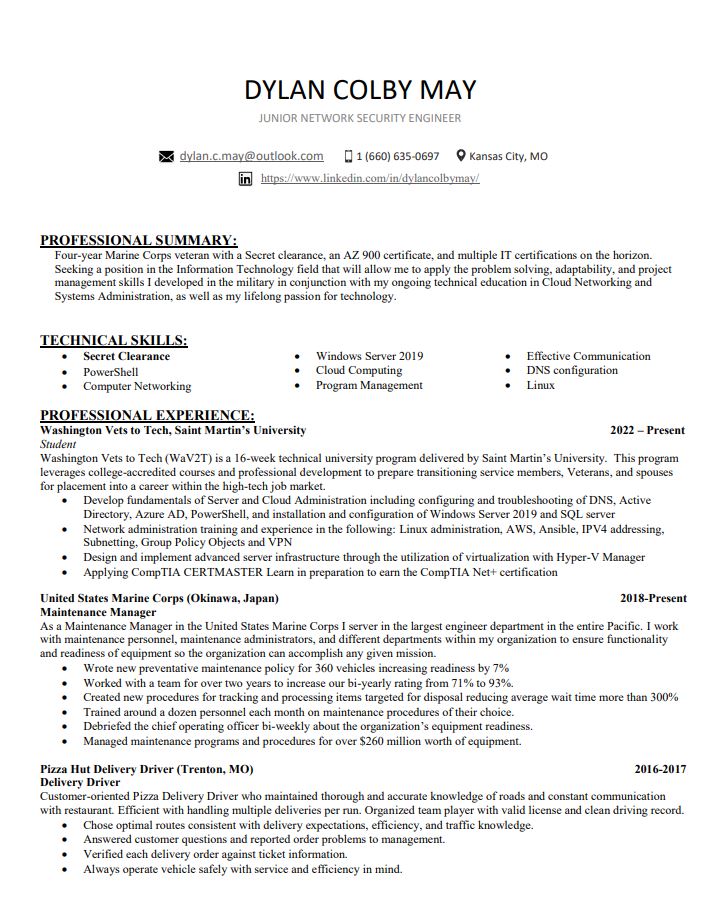 DYLAN COLBY MAY
JUNIOR NETWORK SECURITY ENGINEER
dylan.c.may@outlook.com 1 (660) 635-0697 Kansas City, MO
in https://www.linkedin.com/in/dylancolbymay/
PROFESSIONAL SUMMARY:
Four-year Marine Corps veteran with a Secret clearance, an AZ 900 certificate, and multiple IT certifications on the horizon.
Seeking a position in the Information Technology field that will allow me to apply the problem solving, adaptability, and project
management skills I developed in the military in conjunction with my ongoing technical education in Cloud Networking and
Systems Administration, as well as my lifelong passion for technology.
TECHNICAL SKILLS:
• Secret Clearance • Windows Server 2019 • Effective Communication
• PowerShell • Cloud Computing • DNS configuration
• Computer Networking • Program Management • Linux
PROFESSIONAL EXPERIENCE:
Washington Vets to Tech, Saint Martin's University 2022 – Present
Student
Washington Vets to Tech (WaV2T) is a 16-week technical university program delivered by Saint Martin's University. This program
leverages college-accredited courses and professional development to prepare transitioning service members, Veterans, and spouses
for placement into a career within the high-tech job market.
• Develop fundamentals of Server and Cloud Administration including configuring and troubleshooting of DNS, Active
Directory, Azure AD, PowerShell, and installation and configuration of Windows Server 2019 and SQL server
• Network administration training and experience in the following: Linux administration, AWS, Ansible, IPV4 addressing,
Subnetting, Group Policy Objects and VPN
• Design and implement advanced server infrastructure through the utilization of virtualization with Hyper-V Manager
• Applying CompTIA CERTMASTER Learn in preparation to earn the CompTIA Net+ certification
United States Marine Corps (Okinawa, Japan) 2018-Present
Maintenance Manager
As a Maintenance Manager in the United States Marine Corps I server in the largest engineer department in the entire Pacific. I work
with maintenance personnel, maintenance administrators, and different departments within my organization to ensure functionality
and readiness of equipment so the organization can accomplish any given mission.
• Wrote new preventative maintenance policy for 360 vehicles increasing readiness by 7%
• Worked with a team for over two years to increase our bi-yearly rating from 71% to 93%.
• Created new procedures for tracking and processing items targeted for disposal reducing average wait time more than 300%
• Trained around a dozen personnel each month on maintenance procedures of their choice.
• Debriefed the chief operating officer bi-weekly about the organization's equipment readiness.
• Managed maintenance programs and procedures for over $260 million worth of equipment.
Pizza Hut Delivery Driver (Trenton, MO) 2016-2017
Delivery Driver
Customer-oriented Pizza Delivery Driver who maintained thorough and accurate knowledge of roads and constant communication
with restaurant. Efficient with handling multiple deliveries per run. Organized team player with valid license and clean driving record.
• Chose optimal routes consistent with delivery expectations, efficiency, and traffic knowledge.
• Answered customer questions and reported order problems to management.
• Verified each delivery order against ticket information.
• Always operate vehicle safely with service and efficiency in mind.